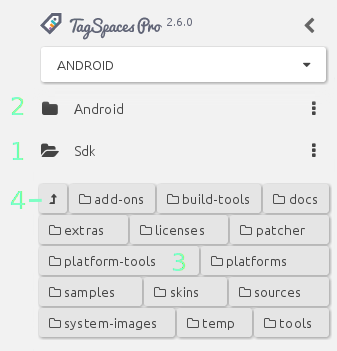 TagSpaces Pro 2.6.0
ANDROID
2 Android
1 Sdk
4 add-ons build-tools docs
extras licenses patcher
platform-tools 3 platforms
samples skins sources
system-images temp tools